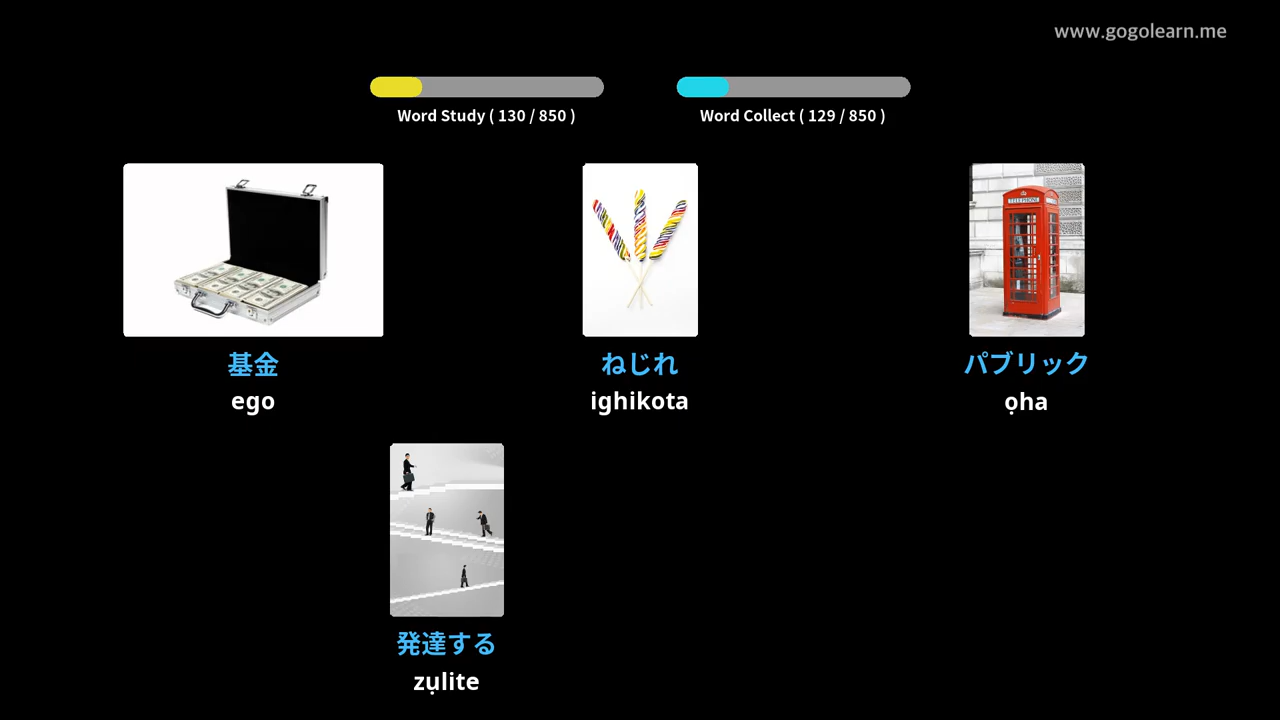 www.gogolearn.me
Word Study ( 130 / 850 )
Word Collect ( 129 / 850 )
TELEPHONE
基金
ego
ねじれ
ighikota
パブリック
ọha
発達する
zụlite